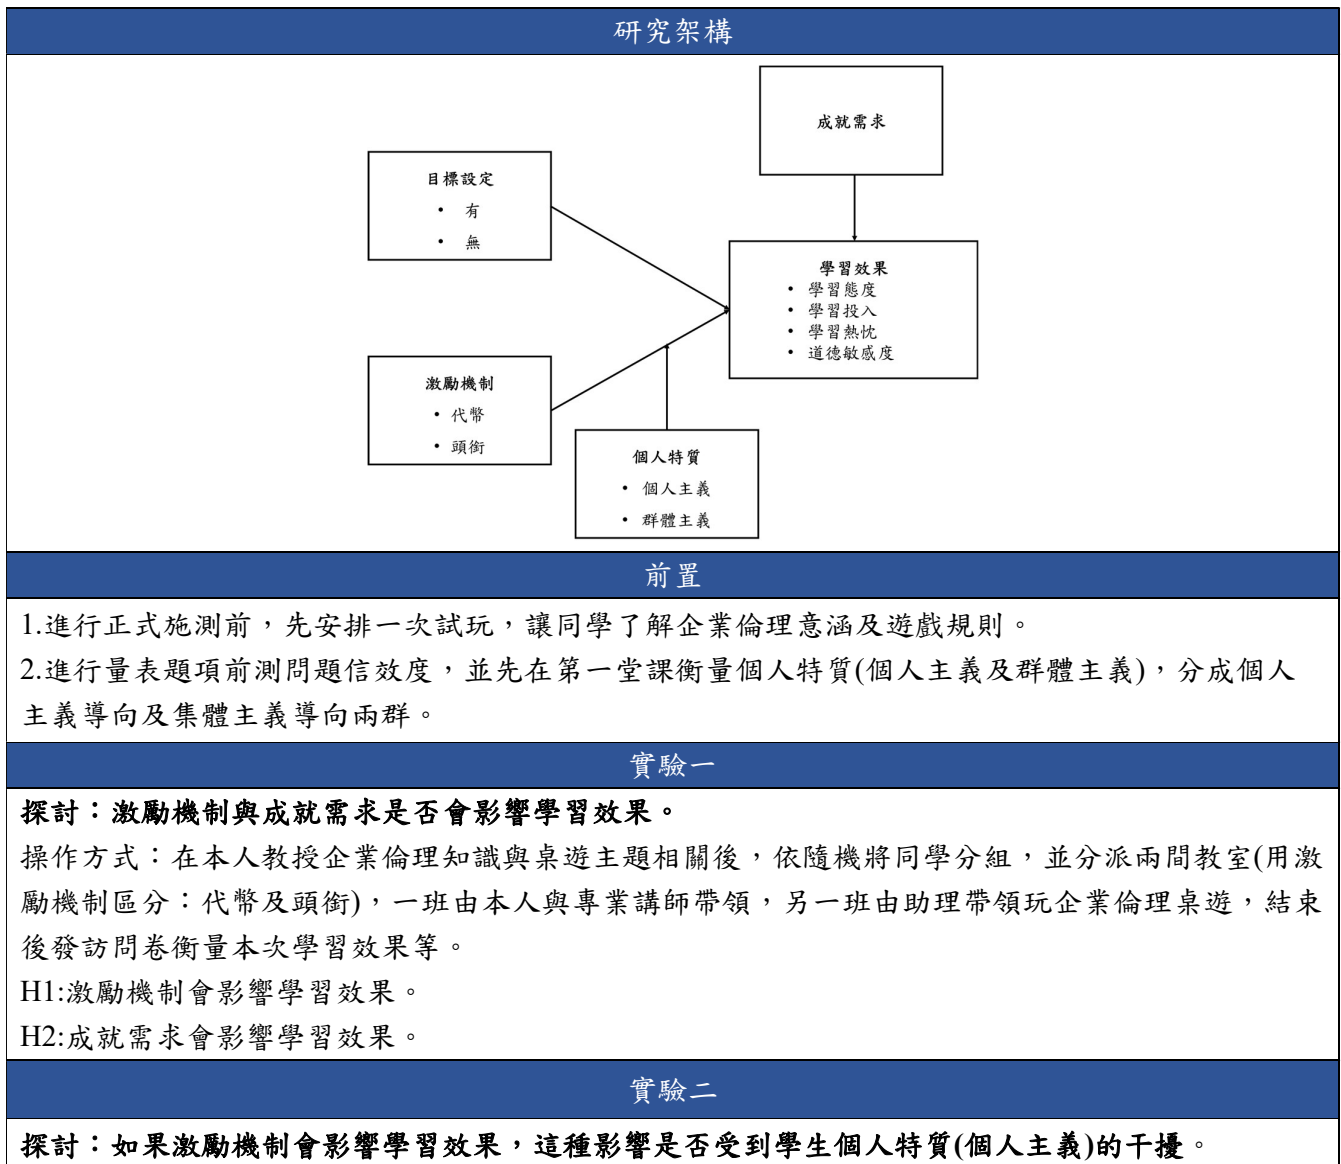 研究架構
成就需求
目標設定
• 有
• 無
學習效果
• 學習態度
• 學習投入
• 學習熱忱
• 道德敏感度
激勵機制
• 代幣
• 頭銜
個人特質
• 個人主義
• 群體主義
前置
1.進行正式施測前，先安排一次試玩，讓同學了解企業倫理意涵及遊戲規則。
2.進行量表題項前測問題信效度，並先在第一堂課衡量個人特質(個人主義及群體主義)，分成個人
主義導向及集體主義導向兩群。
實驗一
探討：激勵機制與成就需求是否會影響學習效果。
操作方式：在本人教授企業倫理知識與桌遊主題相關後，依隨機將同學分組，並分派兩間教室(用激
勵機制區分：代幣及頭銜)，一班由本人與專業講師帶領，另一班由助理帶領玩企業倫理桌遊，結束
後發訪問卷衡量本次學習效果等。
H1:激勵機制會影響學習效果。
H2:成就需求會影響學習效果。
實驗二
探討：如果激勵機制會影響學習效果，這種影響是否受到學生個人特質(個人主義)的干擾。